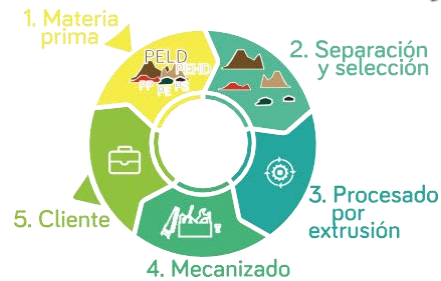 1. Materia
prima
PELD
PEHD
PP
PE
PS
2. Separación
y selección
3. Procesado
por
extrusión
4. Mecanizado
5. Cliente